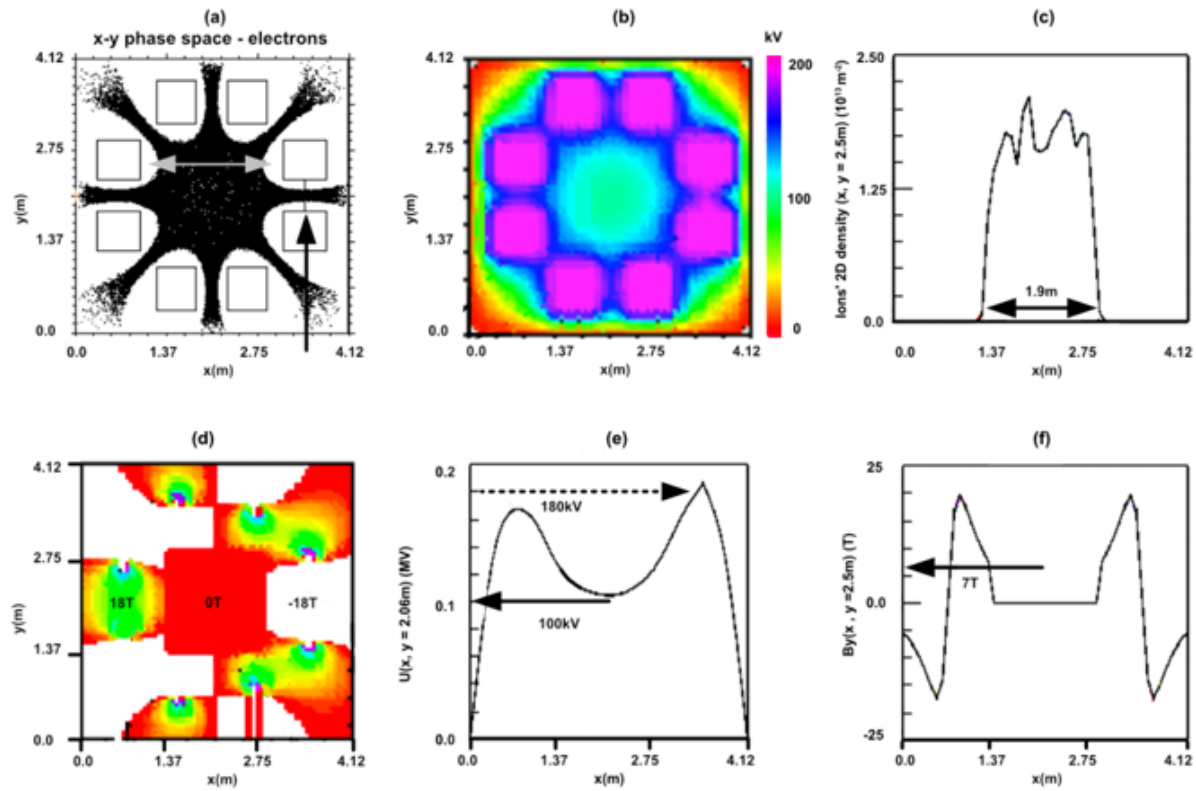 (a)
x-y phase space - electrons
4.12
2.75
1.37
0.0
y(m)
0.0 1.37 2.75 4.12
x(m)
(b)
4.12
2.75
1.37
0.0
y(m)
0.0 1.37 2.75 4.12
x(m)
kV
200
100
0
(c)
2.50
1.25
0.0
Ions' 2D density (x, y = 2.5m) (10¹³ m⁻²)
1.9m
0.0 1.37 2.75 4.12
x(m)
(d)
4.12
2.75
1.37
0.0
y(m)
18T 0T -18T
0.0 1.37 2.75 4.12
x(m)
(e)
0.2
0.1
0.0
U(x, y = 2.06m) (MV)
180kV
100kV
0.0 1.37 2.75 4.12
x(m)
(f)
25
0.0
-25
By(x , y =2.5m) (T)
7T
0.0 1.37 2.75 4.12
x(m)